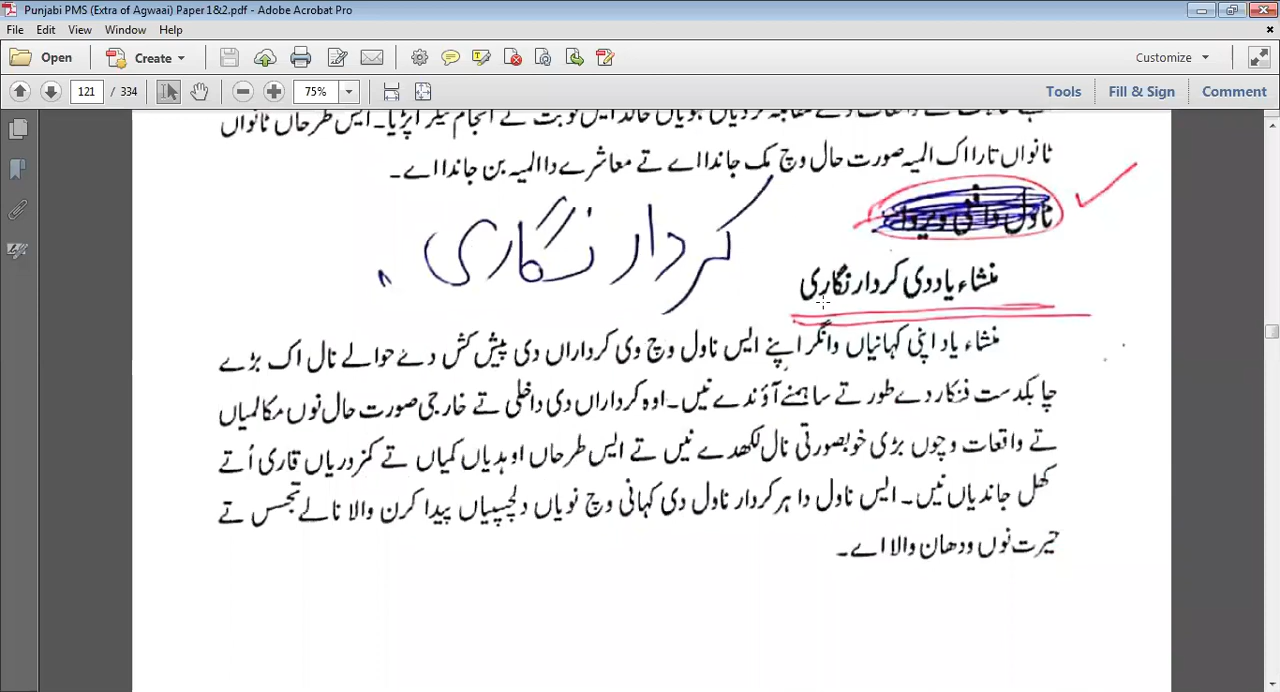 Punjabi PMS (Extra of Agwaai) Paper 1&2.pdf - Adobe Acrobat Pro
File Edit View Window Help
Open Create Customize
121 / 334 75% Tools Fill & Sign Comment
ٹانواں تارا اک المیہ صورت حال وچ مک جاندا اے تے معاشرے دا المیہ بن جاندا اے۔
ناول دا فنی ویروا:
کردار نگاری
منشاء یاد دی کردار نگاری
منشاء یاد اپنی کہانیاں وانگر اپنے ایس ناول وچ وی کرداراں دی پیش کش دے حوالے نال اک بڑے
چابکدست فنکار دے طور تے ساہمنے آؤندے نیں۔ اوہ کرداراں دی داخلی تے خارجی صورت حال نوں مکالمیاں
تے واقعات وچوں بڑی خوبصورتی نال لکھدے نیں تے ایس طرحاں اوہدیاں کمیاں تے کمزوریاں قاری اُتے
کھل جاندیاں نیں۔ ایس ناول دا ہر کردار ناول دی کہانی وچ نویاں دلچسپیاں پیدا کرن والا نالے تجسس تے
حیرت نوں ودھان والا اے۔